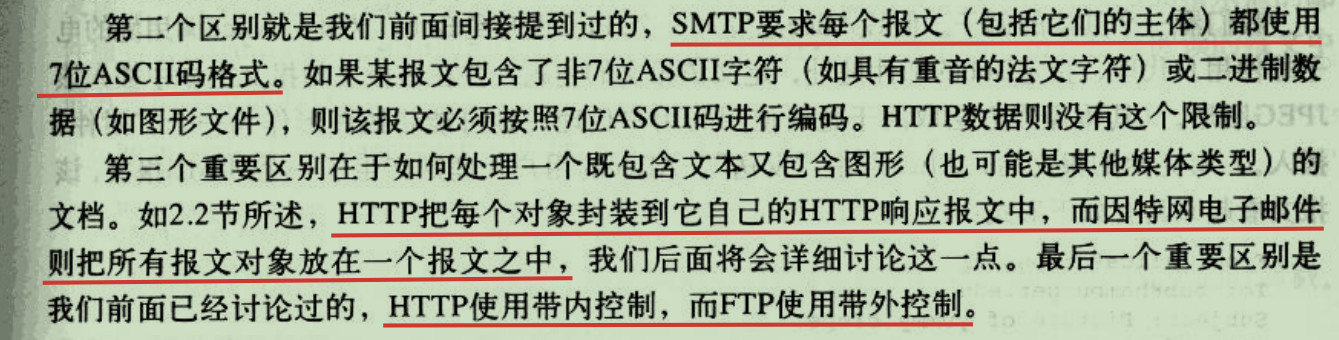 第二个区别就是我们前面间接提到过的，SMTP要求每个报文（包括它们的主体）都使用
7位ASCII码格式。如果某报文包含了非7位ASCII字符（如具有重音的法文字符）或二进制数
据（如图形文件），则该报文必须按照7位ASCII码进行编码。HTTP数据则没有这个限制。
第三个重要区别在于如何处理一个既包含文本又包含图形（也可能是其他媒体类型）的
文档。如2.2节所述，HTTP把每个对象封装到它自己的HTTP响应报文中，而因特网电子邮件
则把所有报文对象放在一个报文之中，我们后面将会详细讨论这一点。最后一个重要区别是
我们前面已经讨论过的，HTTP使用带内控制，而FTP使用带外控制。